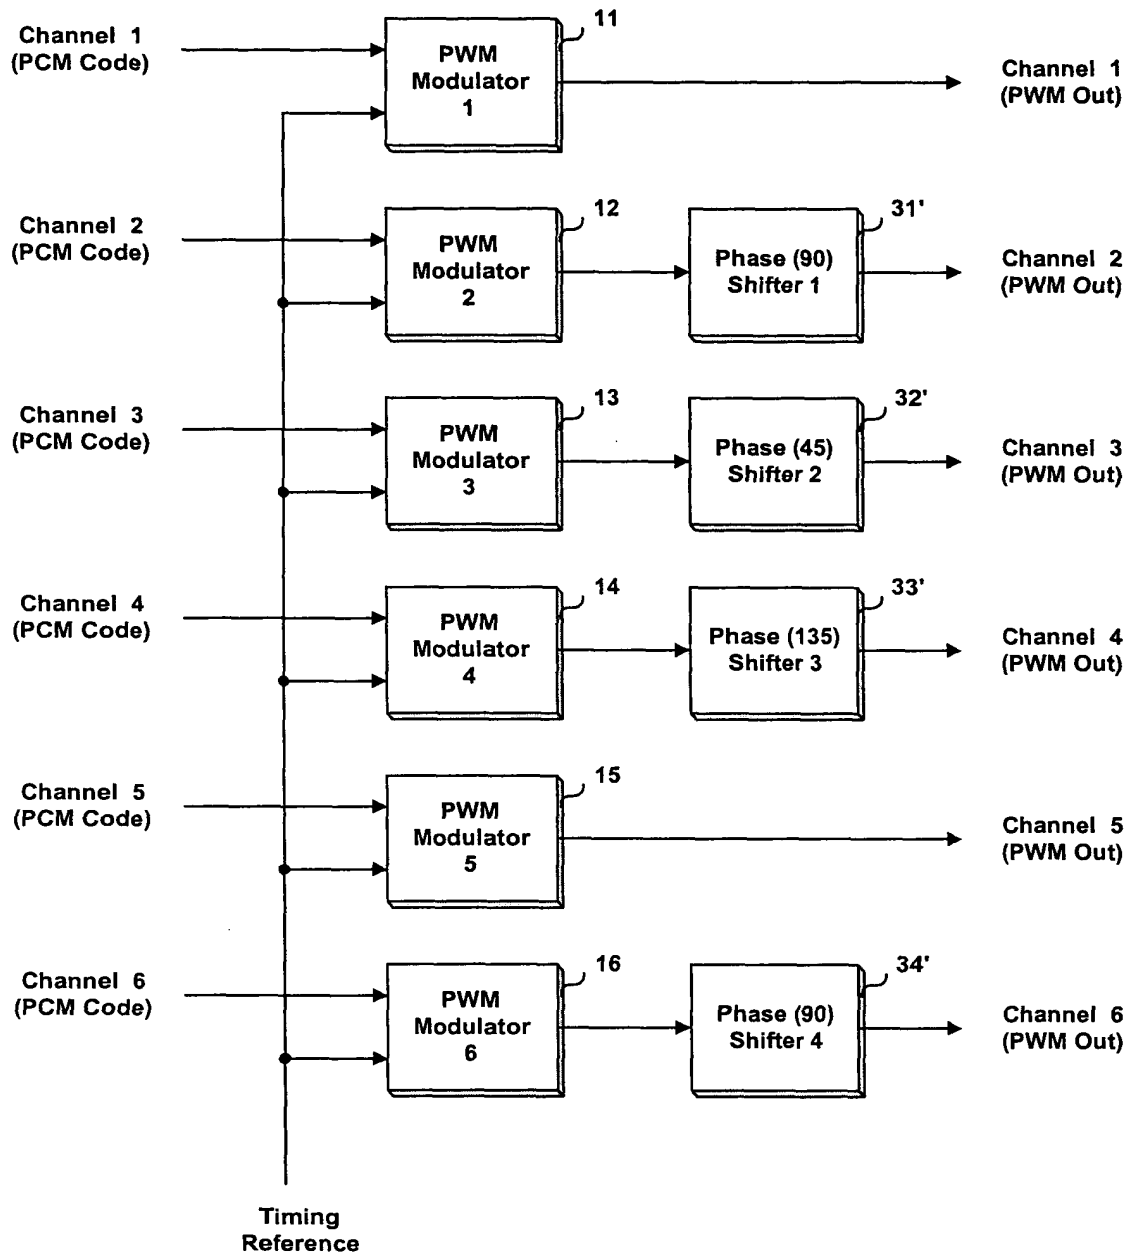 Channel 1
(PCM Code)
PWM
Modulator
1
11
Channel 1
(PWM Out)
Channel 2
(PCM Code)
PWM
Modulator
2
12
Phase (90)
Shifter 1
31'
Channel 2
(PWM Out)
Channel 3
(PCM Code)
PWM
Modulator
3
13
Phase (45)
Shifter 2
32'
Channel 3
(PWM Out)
Channel 4
(PCM Code)
PWM
Modulator
4
14
Phase (135)
Shifter 3
33'
Channel 4
(PWM Out)
Channel 5
(PCM Code)
PWM
Modulator
5
15
Channel 5
(PWM Out)
Channel 6
(PCM Code)
PWM
Modulator
6
16
Phase (90)
Shifter 4
34'
Channel 6
(PWM Out)
Timing
Reference